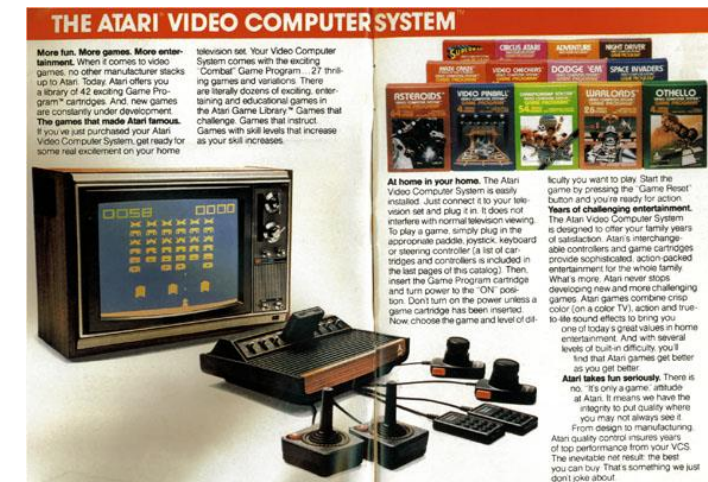 THE ATARI VIDEO COMPUTER SYSTEM™
More fun. More games. More enter-
tainment. When it comes to video
games, no other manufacturer stacks
up to Atari. Today, Atari offers you
a library of 42 exciting Game Pro-
gram™ cartridges. And, new games
are constantly under development.
The games that made Atari famous.
If you've just purchased your Atari
Video Computer System, get ready for
some real excitement on your home
television set. Your Video Computer
System comes with the exciting
"Combat" Game Program...27 thrill-
ing games and variations. There
are literally dozens of exciting, enter-
taining and educational games in
the Atari Game Library.™ Games that
challenge. Games that instruct.
Games with skill levels that increase
as your skill increases.
0058 0000
SUPERMAN
CIRCUS ATARI
ADVENTURE
NIGHT DRIVER
MAZE CRAZE
VIDEO CHECKERS
DODGE 'EM
SPACE INVADERS
ASTEROIDS
VIDEO PINBALL
CHAMPIONSHIP SOCCER
WARLORDS
OTHELLO
At home in your home. The Atari
Video Computer System is easily
installed. Just connect it to your tele-
vision set and plug it in. It does not
interfere with normal television viewing.
To play a game, simply plug in the
appropriate paddle, joystick, keyboard
or steering controller (a list of car-
tridges and controllers is included in
the last pages of this catalog). Then,
insert the Game Program cartridge
and turn power to the "ON" posi-
tion. Don't turn on the power unless a
game cartridge has been inserted.
Now, choose the game and level of dif-
ficulty you want to play. Start the
game by pressing the "Game Reset"
button and you're ready for action.
Years of challenging entertainment.
The Atari Video Computer System
is designed to offer your family years
of satisfaction. Atari's interchange-
able controllers and game cartridges
provide sophisticated, action-packed
entertainment for the whole family.
What's more, Atari never stops
developing new and more challenging
games. Atari games combine crisp
color (on a color TV), action and true-
to-life sound effects to bring you
one of today's great values in home
entertainment. And with several
levels of built-in difficulty, you'll
find that Atari games get better
as you get better.
Atari takes fun seriously. There is
no, "It's only a game," attitude
at Atari. It means we have the
integrity to put quality where
you may not always see it.
From design to manufacturing,
Atari quality control insures years
of top performance from your VCS.
The inevitable net result: the best
you can buy. That's something we just
don't joke about.